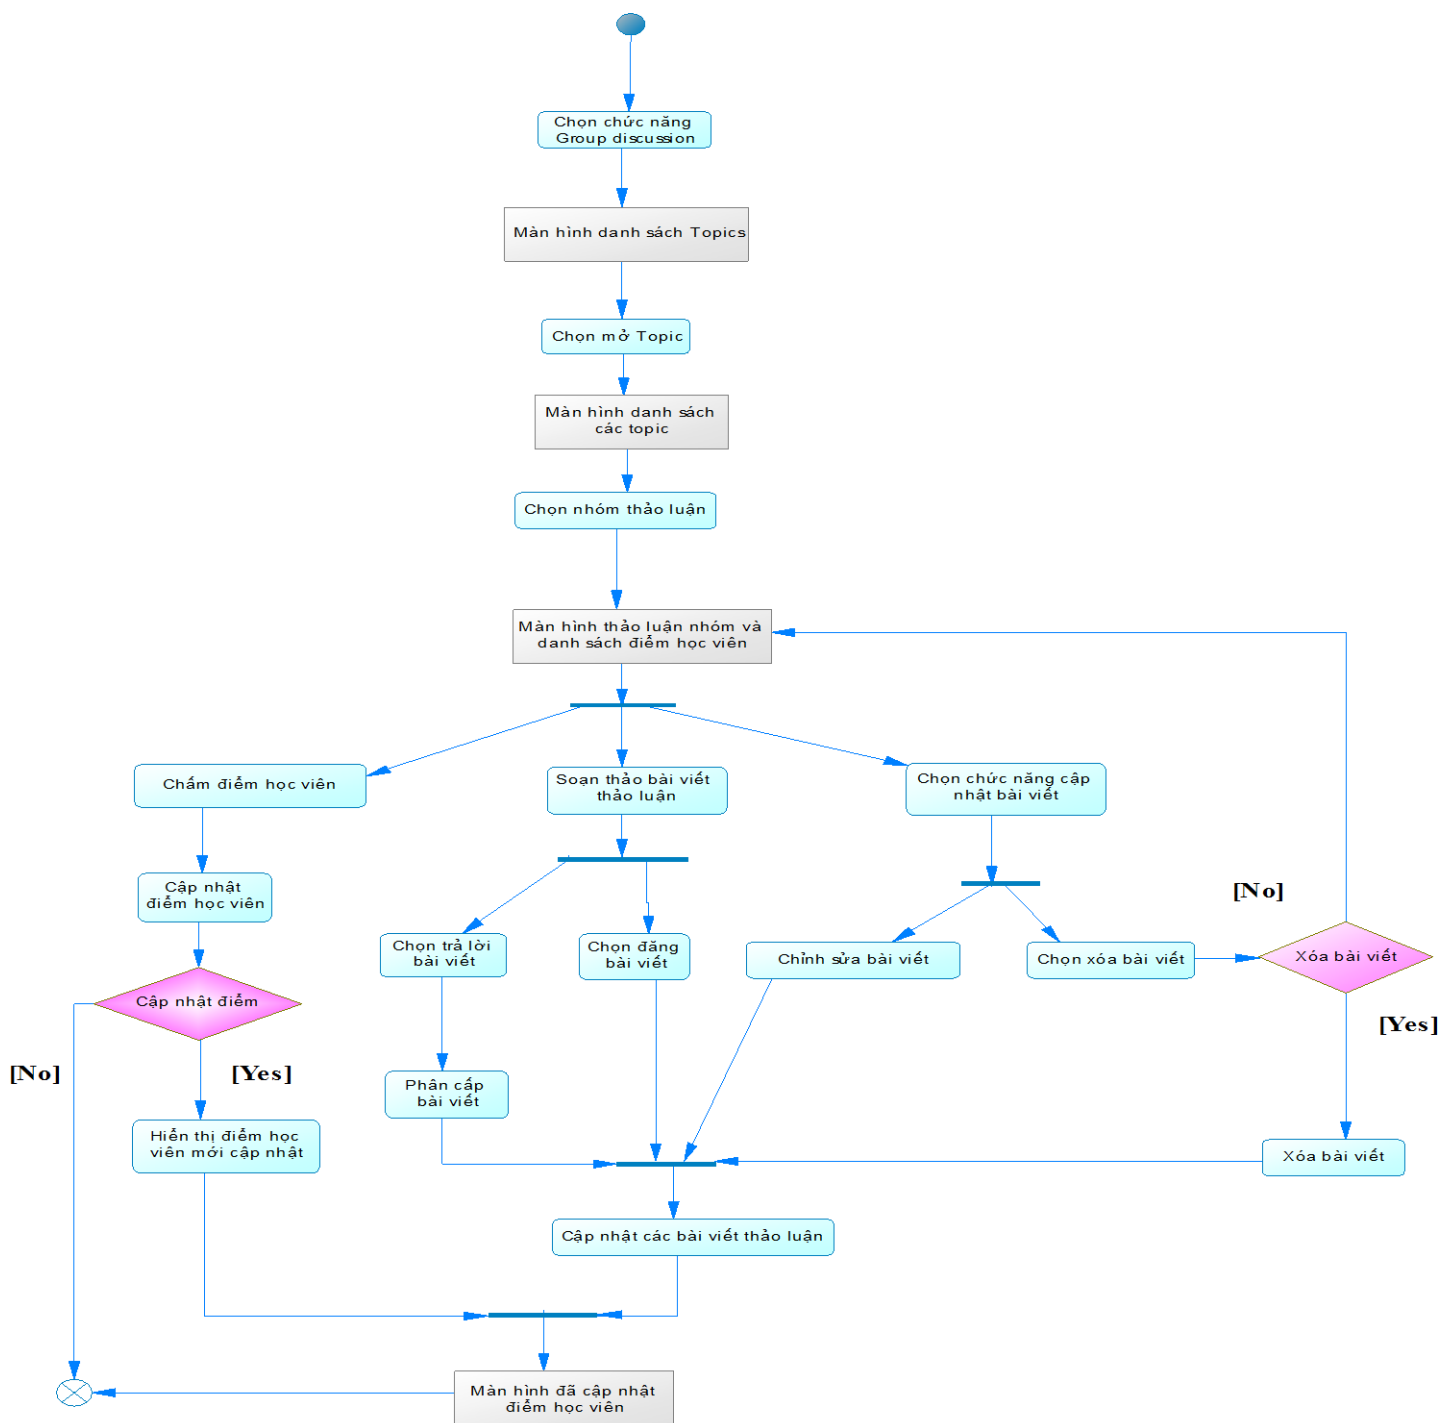 Chọn chức năng
Group discussion
Màn hình danh sách Topics
Chọn mở Topic
Màn hình danh sách
các topic
Chọn nhóm thảo luận
Màn hình thảo luận nhóm và
danh sách điểm học viên
Chấm điểm học viên
Soạn thảo bài viết
thảo luận
Chọn chức năng cập
nhật bài viết
Cập nhật
điểm học viên
[No]
Chọn trả lời
bài viết
Chọn đăng
bài viết
Chỉnh sửa bài viết
Chọn xóa bài viết
Xóa bài viết
Cập nhật điểm
[Yes]
[No]
[Yes]
Phân cấp
bài viết
Hiển thị điểm học
viên mới cập nhật
Xóa bài viết
Cập nhật các bài viết thảo luận
Màn hình đã cập nhật
điểm học viên